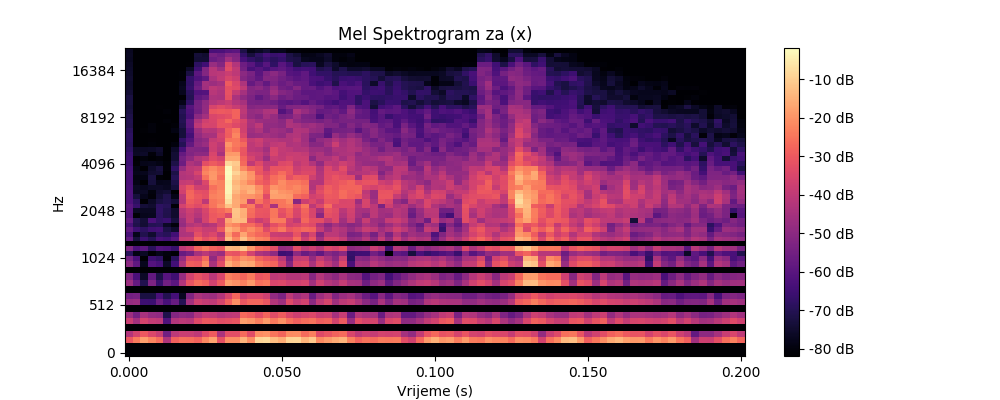 Mel Spektrogram za (x)
16384
8192
4096
2048
1024
512
0
Hz
0.000 0.050 0.100 0.150 0.200
Vrijeme (s)
-10 dB
-20 dB
-30 dB
-40 dB
-50 dB
-60 dB
-70 dB
-80 dB